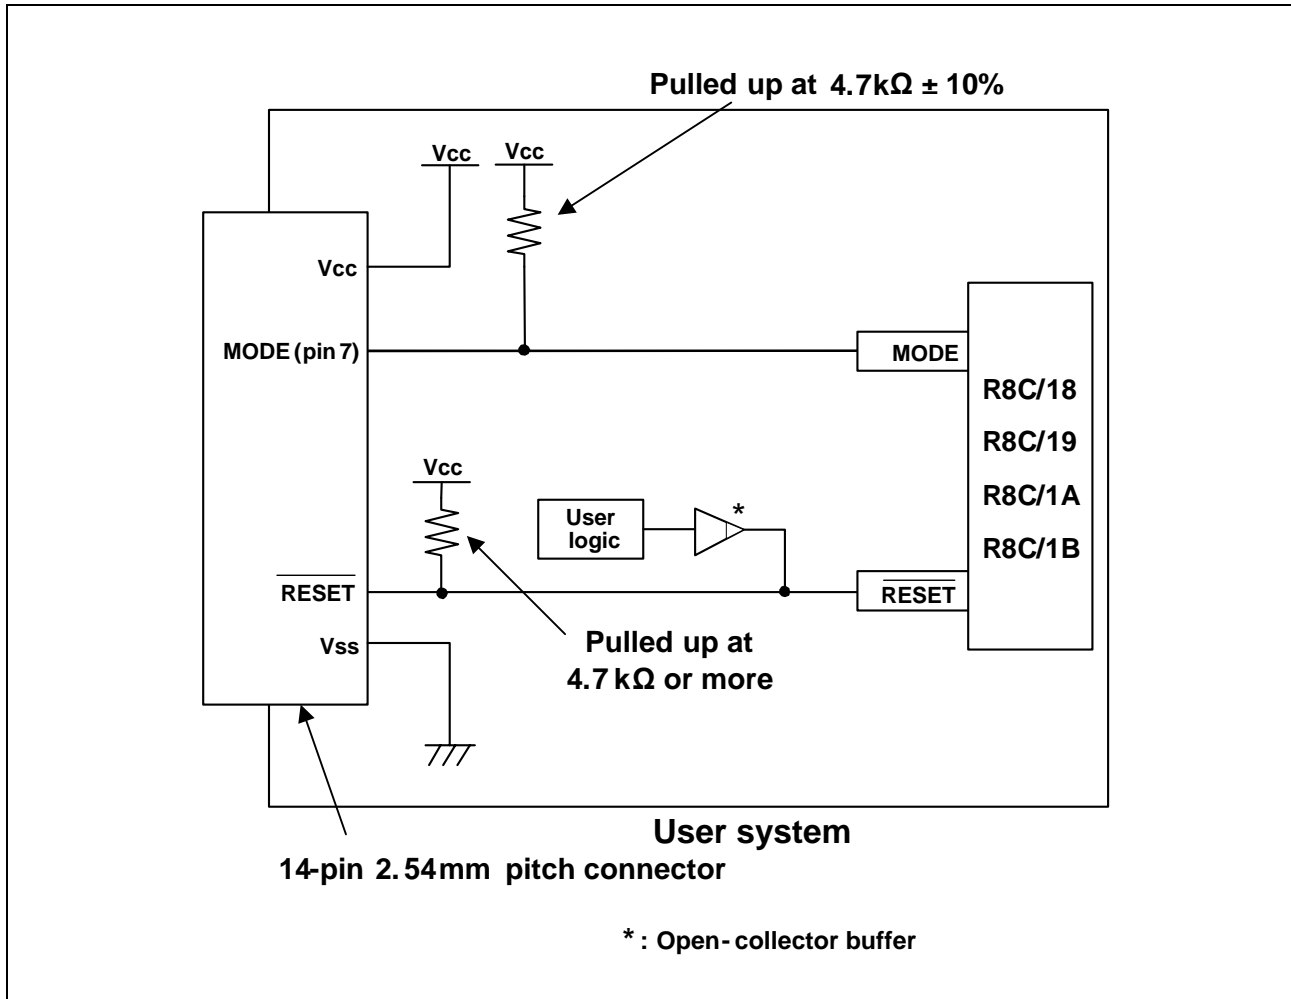 Pulled up at 4.7kΩ ± 10%
Vcc
Vcc
Vcc
MODE (pin 7)
MODE
R8C/18
R8C/19
R8C/1A
R8C/1B
Vcc
User
logic
*
RESET
RESET
Vss
Pulled up at
4.7 kΩ or more
User system
14-pin 2.54mm pitch connector
* : Open-collector buffer